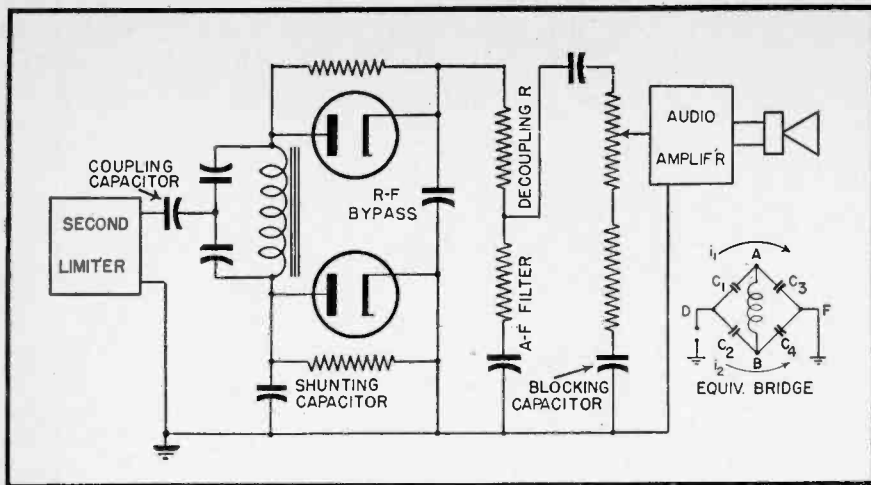 COUPLING
CAPACITOR
SECOND
LIMITER
R-F
BYPASS
SHUNTING
CAPACITOR
DECOUPLING R
A-F FILTER
BLOCKING
CAPACITOR
AUDIO
AMPLIF'R
i₁
A
C₁
C₃
D
F
C₂
C₄
B
i₂
EQUIV. BRIDGE